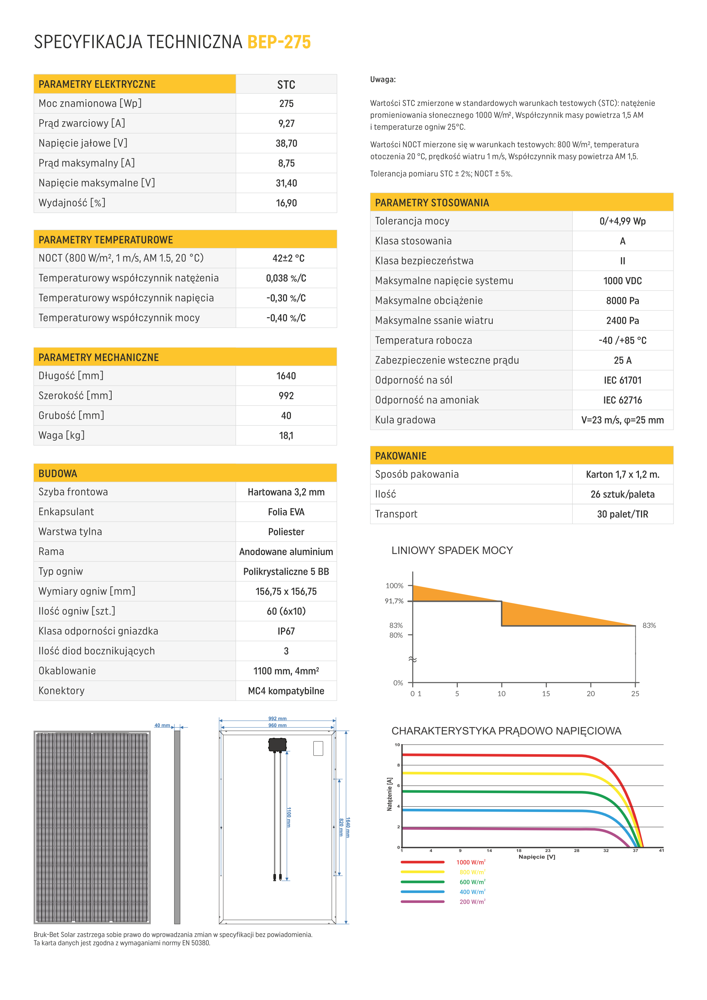 SPECYFIKACJA TECHNICZNA BEP-275
PARAMETRY ELEKTRYCZNE STC
Moc znamionowa [Wp] 275
Prąd zwarciowy [A] 9,27
Napięcie jałowe [V] 38,70
Prąd maksymalny [A] 8,75
Napięcie maksymalne [V] 31,40
Wydajność [%] 16,90
PARAMETRY TEMPERATUROWE
NOCT (800 W/m², 1 m/s, AM 1.5, 20 °C) 42±2 °C
Temperaturowy współczynnik natężenia 0,038 %/C
Temperaturowy współczynnik napięcia -0,30 %/C
Temperaturowy współczynnik mocy -0,40 %/C
PARAMETRY MECHANICZNE
Długość [mm] 1640
Szerokość [mm] 992
Grubość [mm] 40
Waga [kg] 18,1
BUDOWA
Szyba frontowa Hartowana 3,2 mm
Enkapsulant Folia EVA
Warstwa tylna Poliester
Rama Anodowane aluminium
Typ ogniw Polikrystaliczne 5 BB
Wymiary ogniw [mm] 156,75 x 156,75
Ilość ogniw [szt.] 60 (6x10)
Klasa odporności gniazdka IP67
Ilość diod bocznikujących 3
Okablowanie 1100 mm, 4mm²
Konektory MC4 kompatybilne
40 mm
992 mm
960 mm
1100 mm
820 mm
1640 mm
Bruk-Bet Solar zastrzega sobie prawo do wprowadzania zmian w specyfikacji bez powiadomienia.
Ta karta danych jest zgodna z wymaganiami normy EN 50380.
Uwaga:
Wartości STC zmierzone w standardowych warunkach testowych (STC): natężenie
promieniowania słonecznego 1000 W/m², Współczynnik masy powietrza 1,5 AM
i temperaturze ogniw 25°C.
Wartości NOCT mierzone się w warunkach testowych: 800 W/m², temperatura
otoczenia 20 °C, prędkość wiatru 1 m/s, Współczynnik masy powietrza AM 1,5.
Tolerancja pomiaru STC ± 2%; NOCT ± 5%.
PARAMETRY STOSOWANIA
Tolerancja mocy 0/+4,99 Wp
Klasa stosowania A
Klasa bezpieczeństwa II
Maksymalne napięcie systemu 1000 VDC
Maksymalne obciążenie 8000 Pa
Maksymalne ssanie wiatru 2400 Pa
Temperatura robocza -40 /+85 °C
Zabezpieczenie wsteczne prądu 25 A
Odporność na sól IEC 61701
Odporność na amoniak IEC 62716
Kula gradowa V=23 m/s, φ=25 mm
PAKOWANIE
Sposób pakowania Karton 1,7 x 1,2 m.
Ilość 26 sztuk/paleta
Transport 30 palet/TIR
LINIOWY SPADEK MOCY
100%
91,7%
83% 83%
80%
0%
0 1 5 10 15 20 25
CHARAKTERYSTYKA PRĄDOWO NAPIĘCIOWA
Natężenie [A]
10
8
6
4
2
0
1 4 9 14 18 23 28 32 37 41
Napięcie [V]
1000 W/m²
800 W/m²
600 W/m²
400 W/m²
200 W/m²